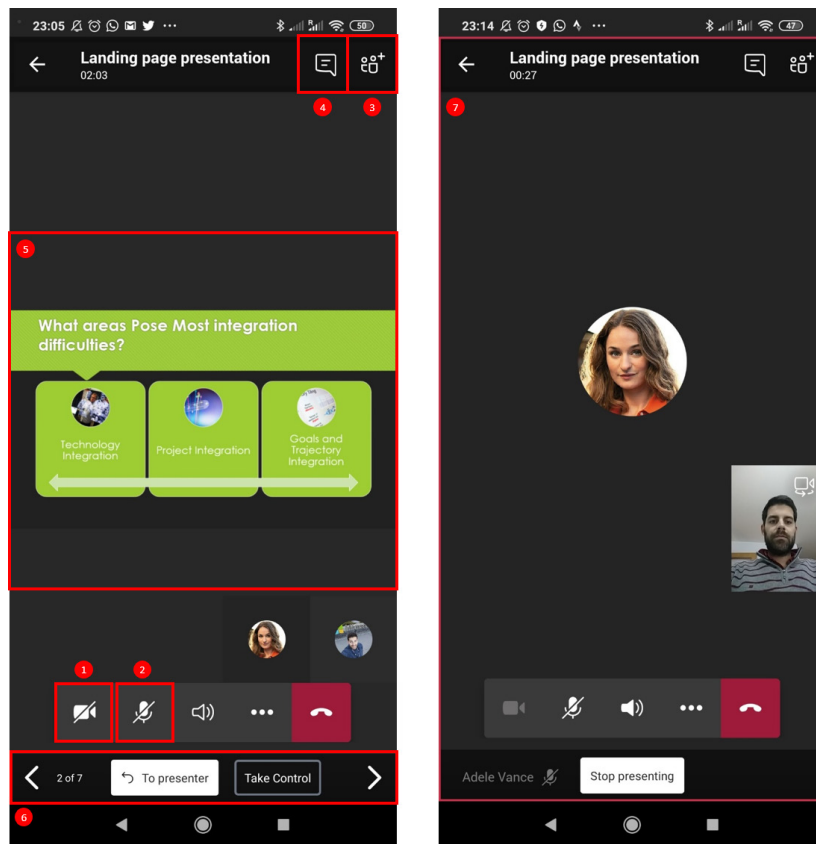 23:05
50
Landing page presentation
02:03
4
3
5
What areas Pose Most integration
difficulties?
Technology
Integration
Project Integration
Goals and
Trajectory
Integration
1
2
2 of 7
To presenter
Take Control
6
23:14
47
Landing page presentation
00:27
7
Adele Vance
Stop presenting